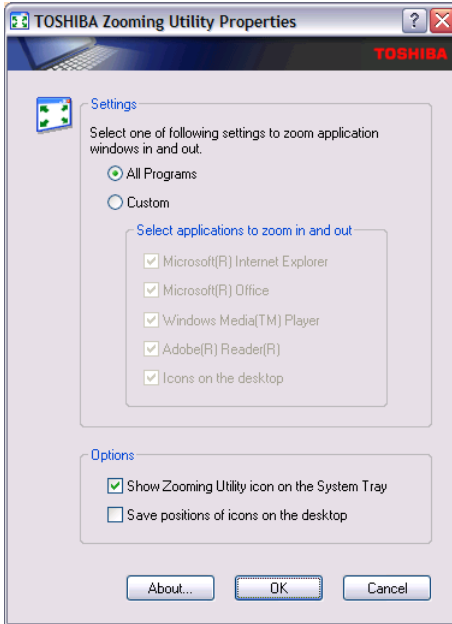 TOSHIBA Zooming Utility Properties
TOSHIBA
Settings
Select one of following settings to zoom application
windows in and out.
All Programs
Custom
Select applications to zoom in and out
Microsoft(R) Internet Explorer
Microsoft(R) Office
Windows Media(TM) Player
Adobe(R) Reader(R)
Icons on the desktop
Options
Show Zooming Utility icon on the System Tray
Save positions of icons on the desktop
About... OK Cancel